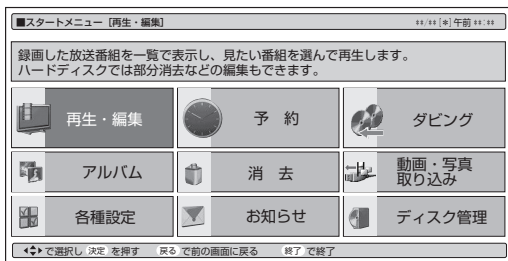 ■スタートメニュー［再生・編集］ **/**[*]午前**:**
録画した放送番組を一覧で表示し、見たい番組を選んで再生します。
ハードディスクでは部分消去などの編集もできます。
再生・編集 予 約 ダビング
アルバム 消 去 動画・写真
取り込み
各種設定 お知らせ ディスク管理
で選択し 決定 を押す 戻る で前の画面に戻る 終了 で終了